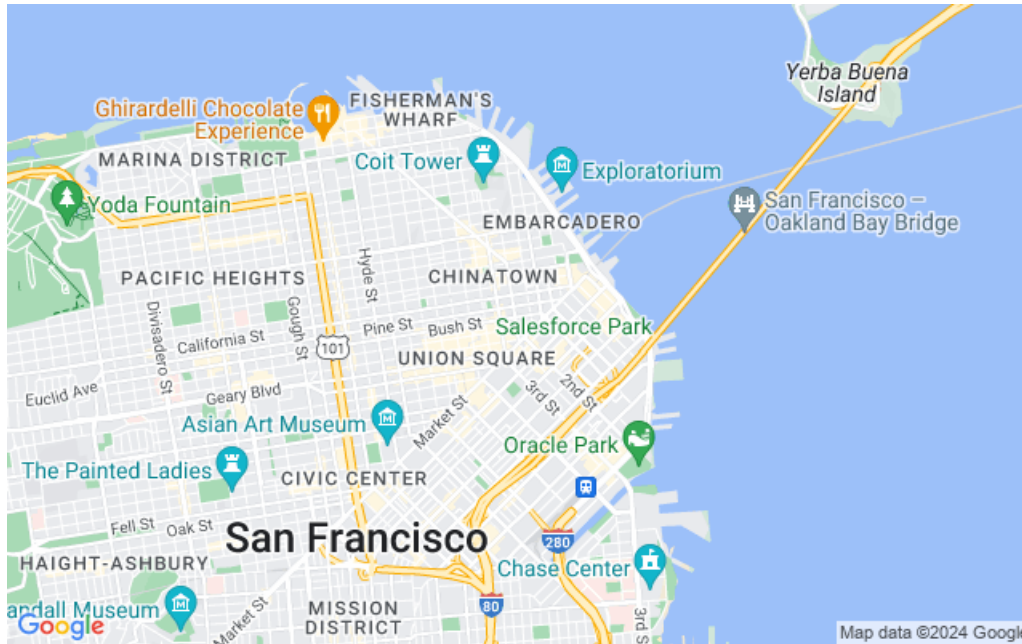 Yerba Buena
Island
Ghirardelli Chocolate
Experience
FISHERMAN'S
WHARF
MARINA DISTRICT
Coit Tower
Exploratorium
Yoda Fountain
EMBARCADERO
San Francisco –
Oakland Bay Bridge
PACIFIC HEIGHTS
Hyde St
CHINATOWN
Divisadero St
Gough St
California St
Pine St
Bush St
Salesforce Park
101
UNION SQUARE
Euclid Ave
Geary Blvd
3rd St
2nd St
Asian Art Museum
Market St
Oracle Park
The Painted Ladies
CIVIC CENTER
Fell St
Oak St
San Francisco
280
HAIGHT-ASHBURY
Chase Center
andall Museum
80
MISSION
DISTRICT
Market St
3rd St
Google
Map data ©2024 Google